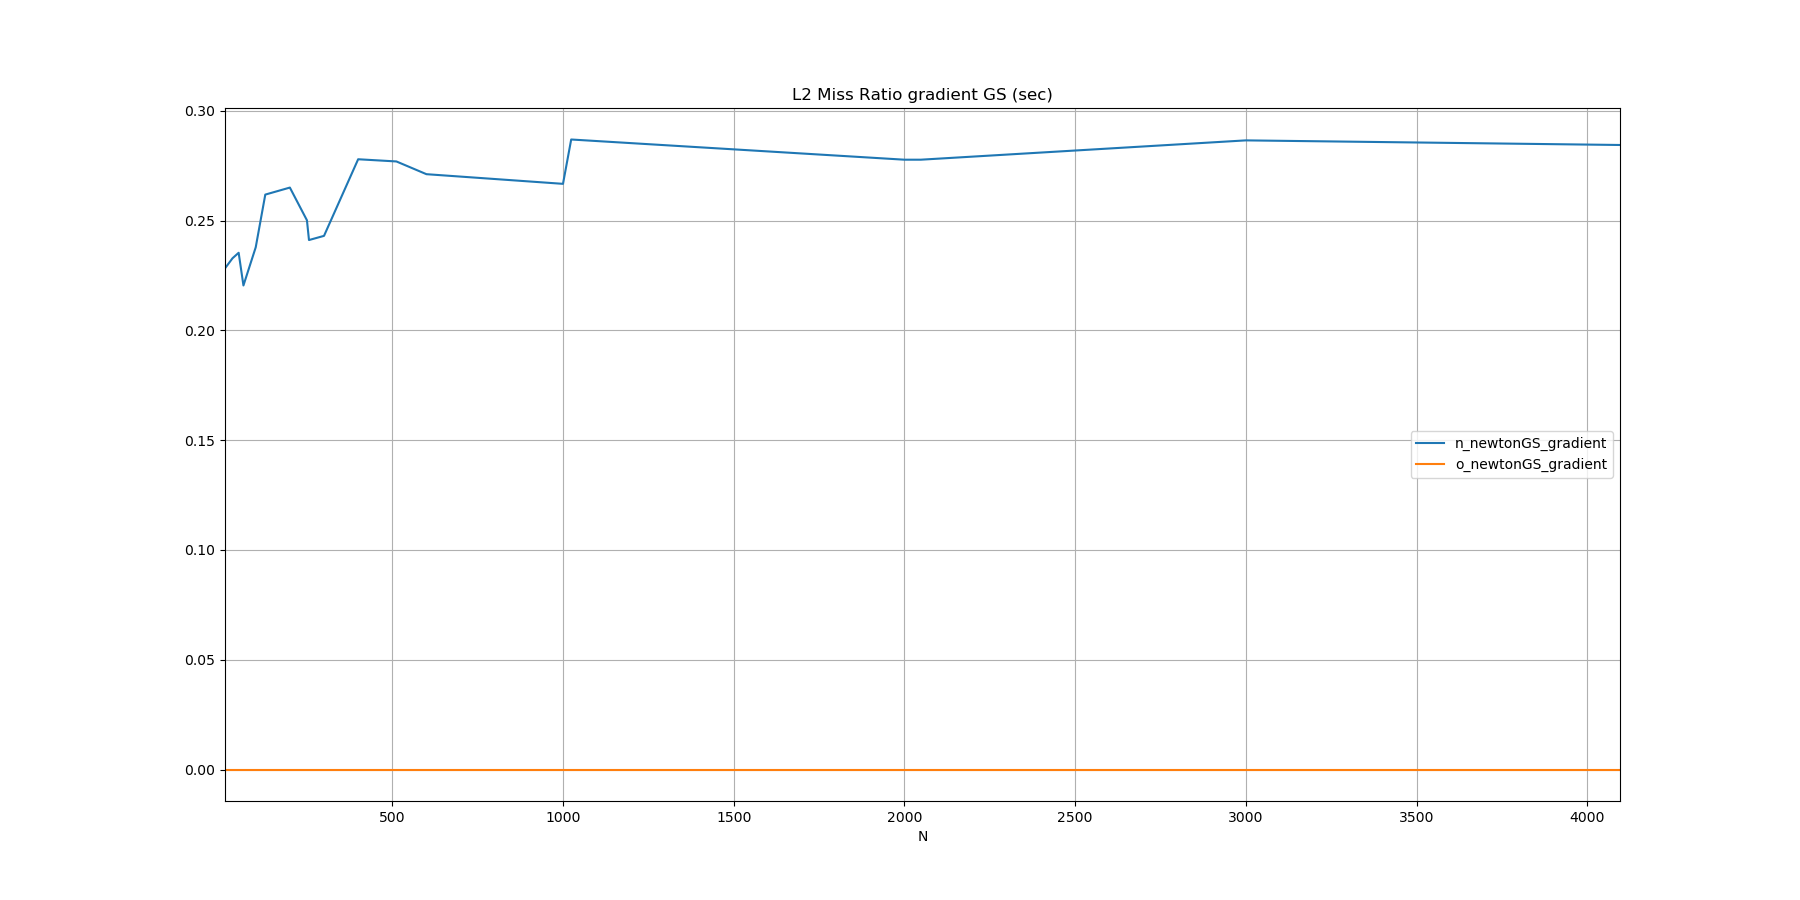 L2 Miss Ratio gradient GS (sec)
0.30
0.25
0.20
0.15
0.10
0.05
0.00
n_newtonGS_gradient
o_newtonGS_gradient
500 1000 1500 2000 2500 3000 3500 4000
N